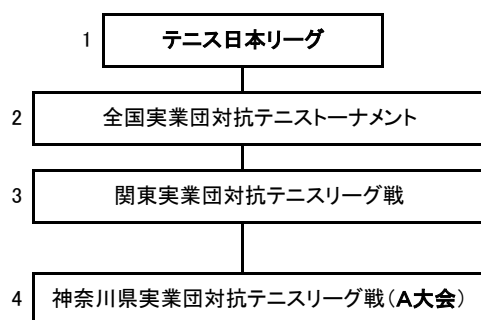 1 テニス日本リーグ
2 全国実業団対抗テニストーナメント
3 関東実業団対抗テニスリーグ戦
4 神奈川県実業団対抗テニスリーグ戦(A大会)